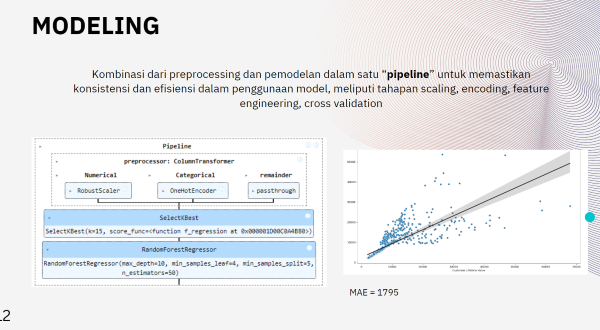 MODELING
Kombinasi dari preprocessing dan pemodelan dalam satu “pipeline” untuk memastikan
konsistensi dan efisiensi dalam penggunaan model, meliputi tahapan scaling, encoding, feature
engineering, cross validation
Pipeline
preprocessor: ColumnTransformer
Numerical Categorical remainder
RobustScaler OneHotEncoder passthrough
SelectKBest
SelectKBest(k=15, score_func=<function f_regression at
RandomForestRegressor
RandomForestRegressor(max_depth=10, min_samples_leaf=4, min_samples_split=5,
n_estimators=50)
MAE = 1795